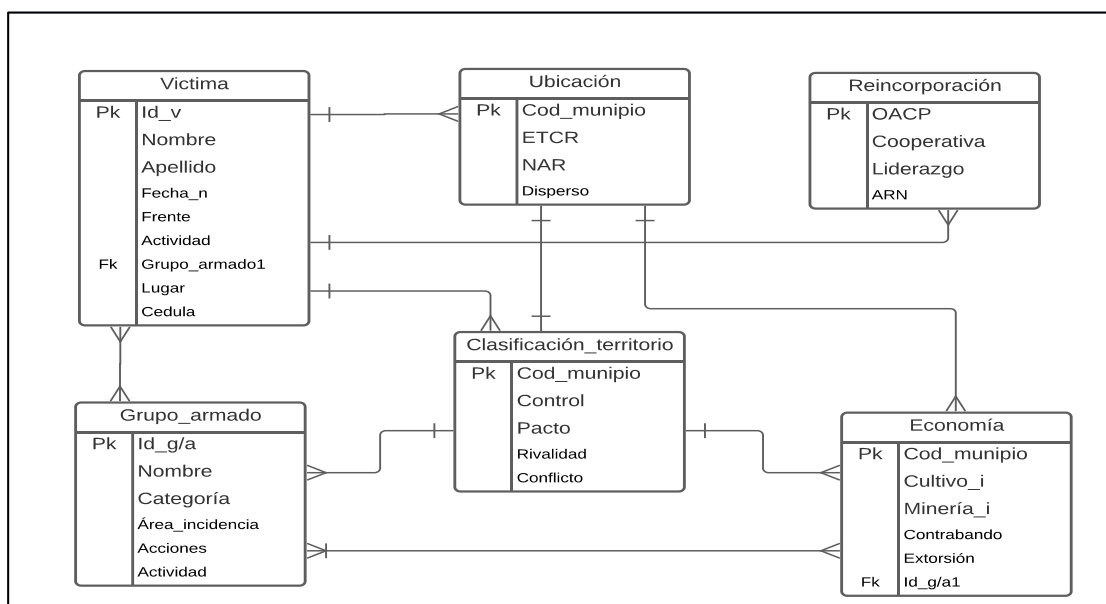 Victima
Pk Id_v
Nombre
Apellido
Fecha_n
Frente
Actividad
Fk Grupo_armado1
Lugar
Cedula
Ubicación
Pk Cod_munipio
ETCR
NAR
Disperso
Reincorporación
Pk OACP
Cooperativa
Liderazgo
ARN
Clasificación_territorio
Pk Cod_munipio
Control
Pacto
Rivalidad
Conflicto
Grupo_armado
Pk Id_g/a
Nombre
Categoría
Área_incidencia
Acciones
Actividad
Economía
Pk Cod_munipio
Cultivo_i
Minería_i
Contrabando
Extorsión
Fk Id_g/a1